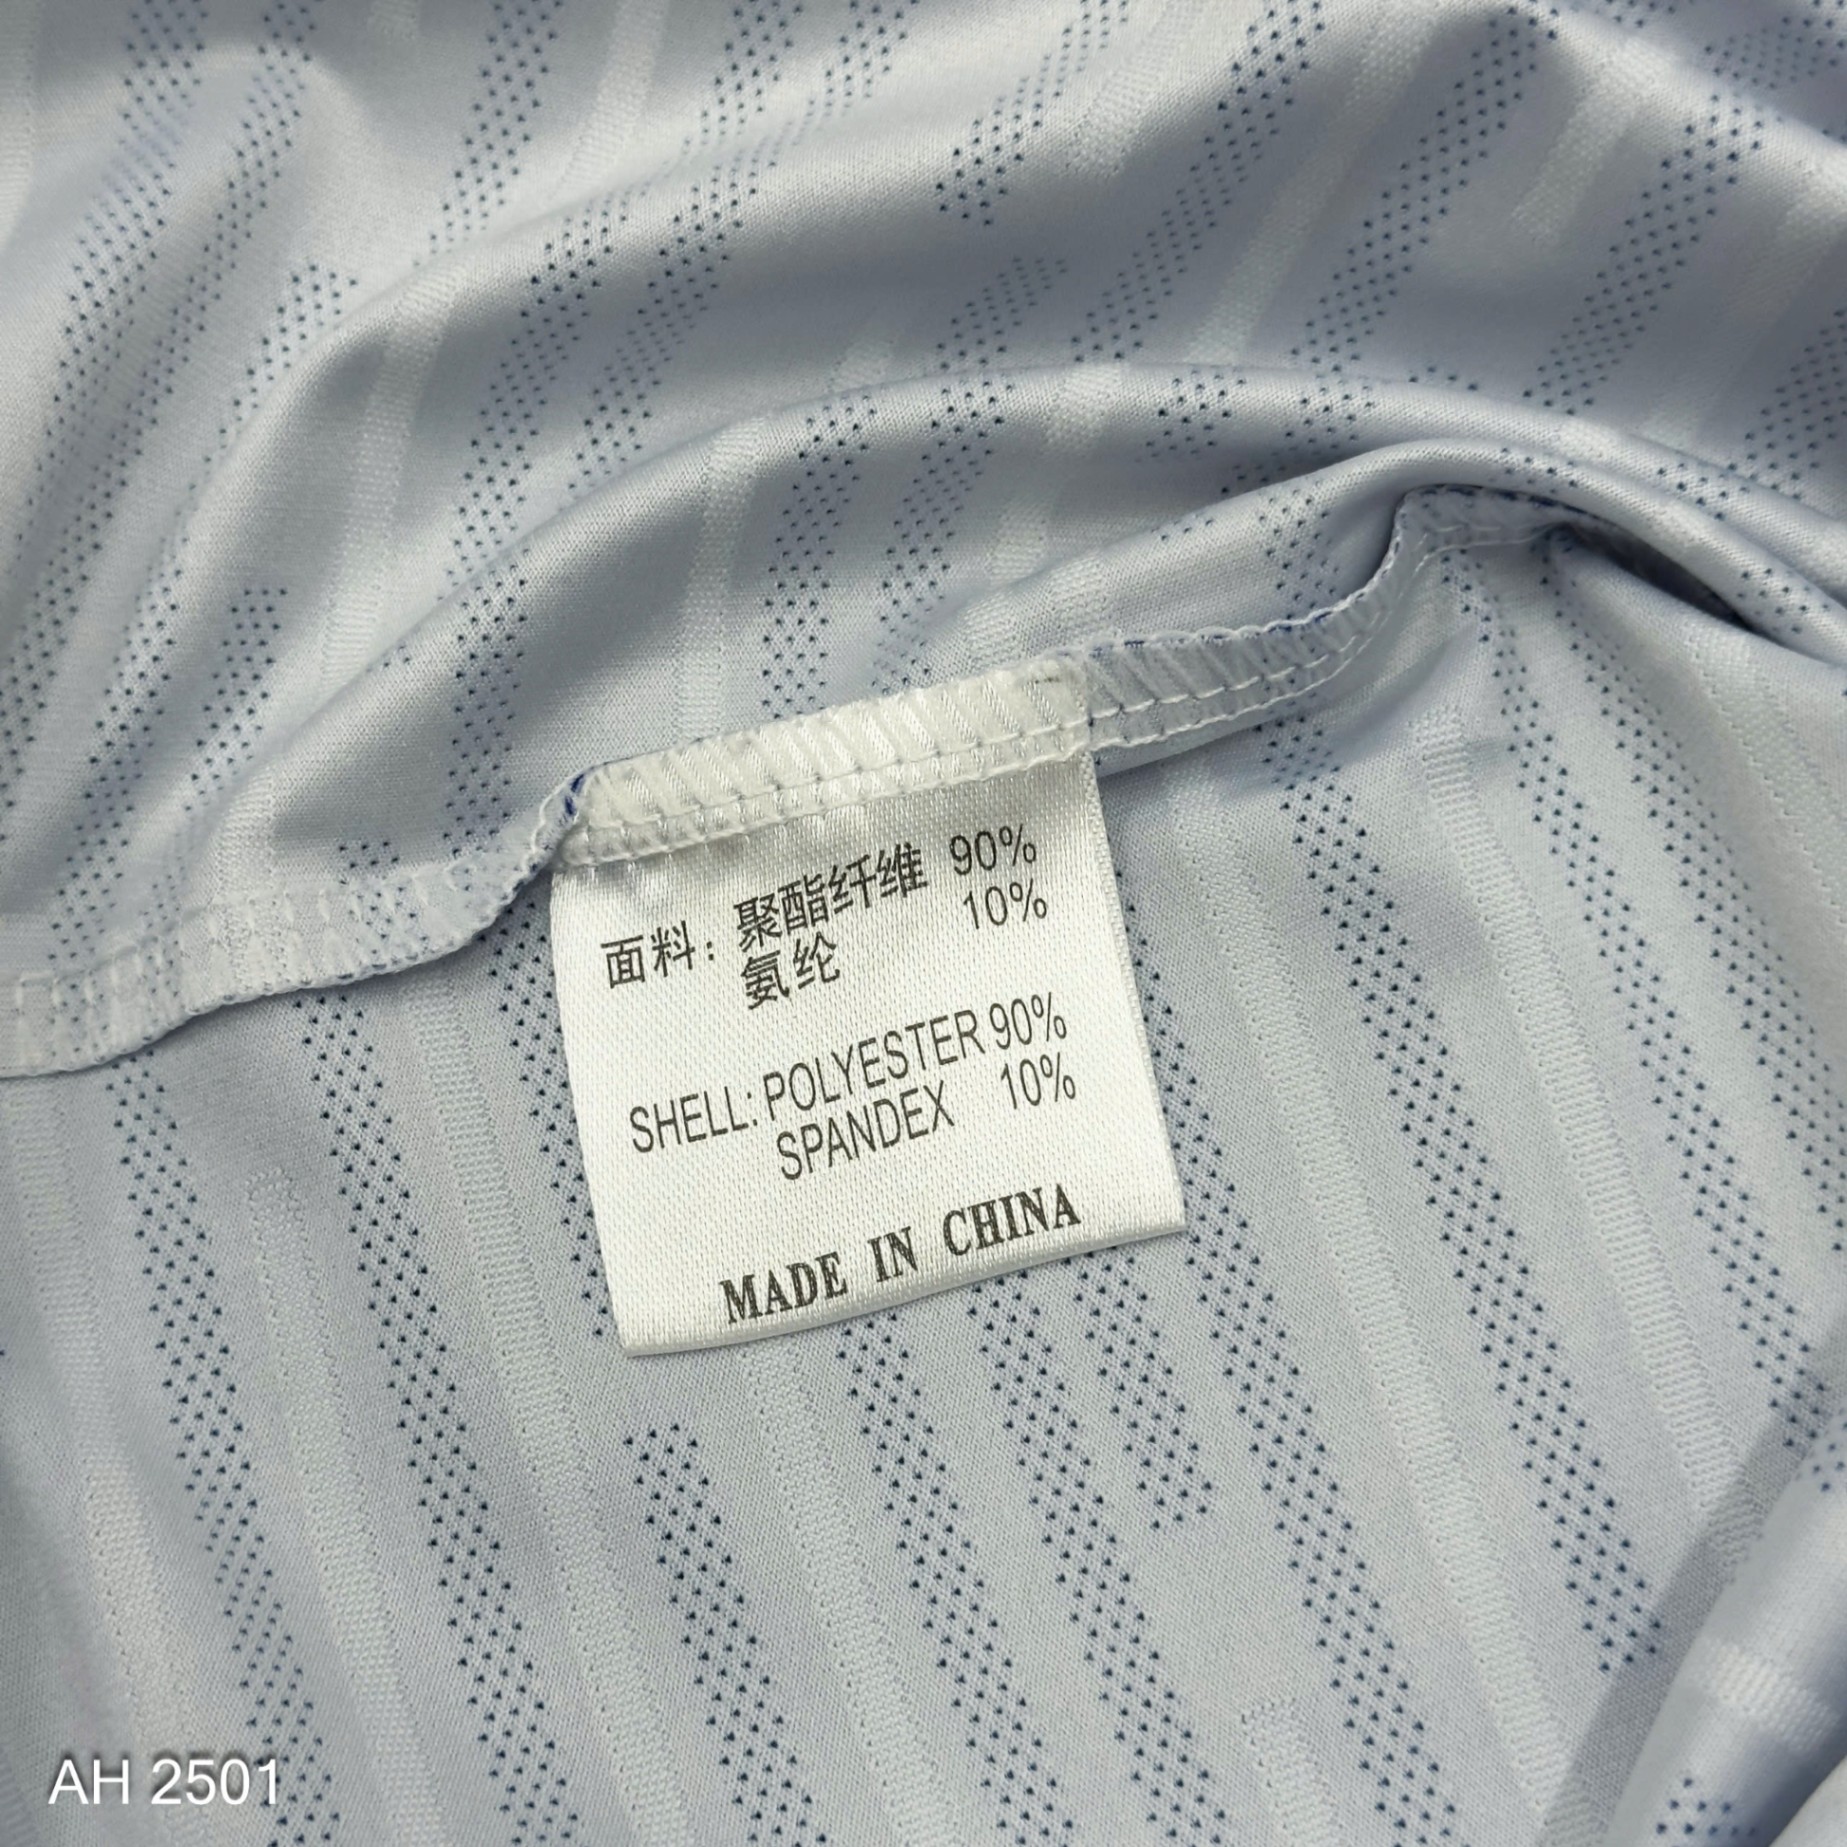 面料：聚酯纤维 90%
氨纶 10%
SHELL: POLYESTER 90%
SPANDEX 10%
MADE IN CHINA
AH 2501